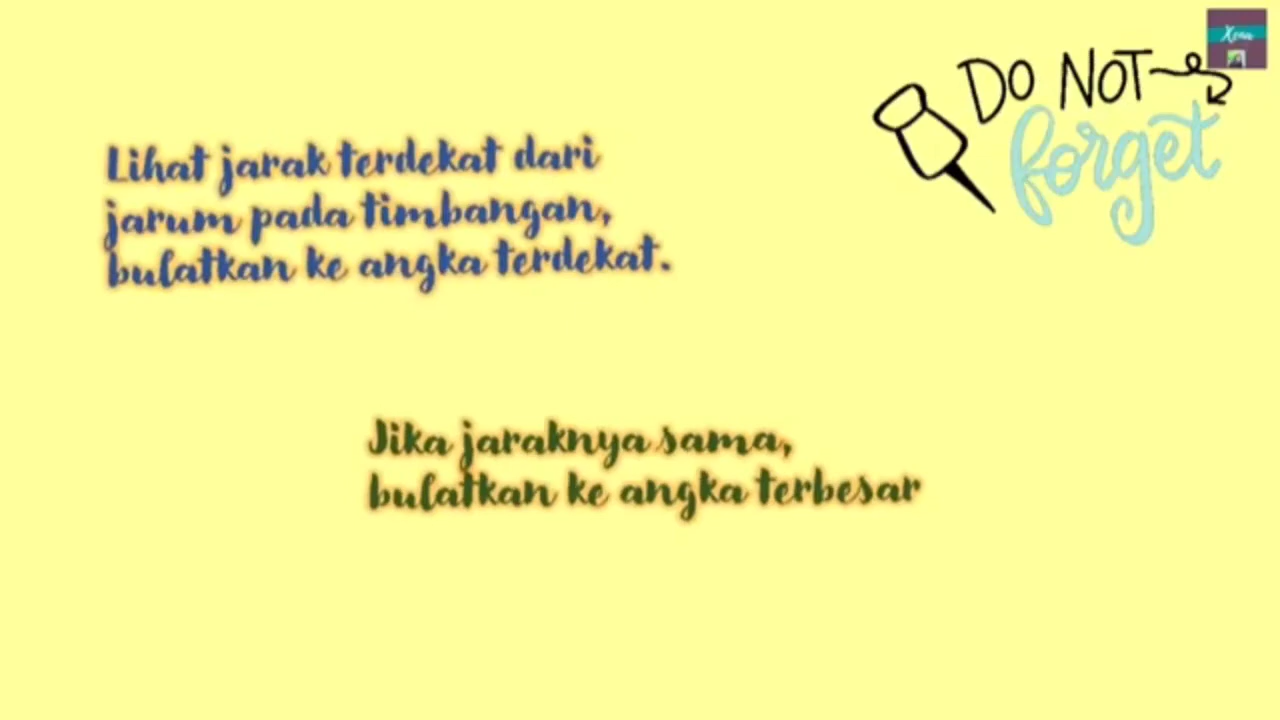 Xena
DO NOT
forget
Lihat jarak terdekat dari
jarum pada timbangan,
bulatkan ke angka terdekat.
Jika jaraknya sama,
bulatkan ke angka terbesar